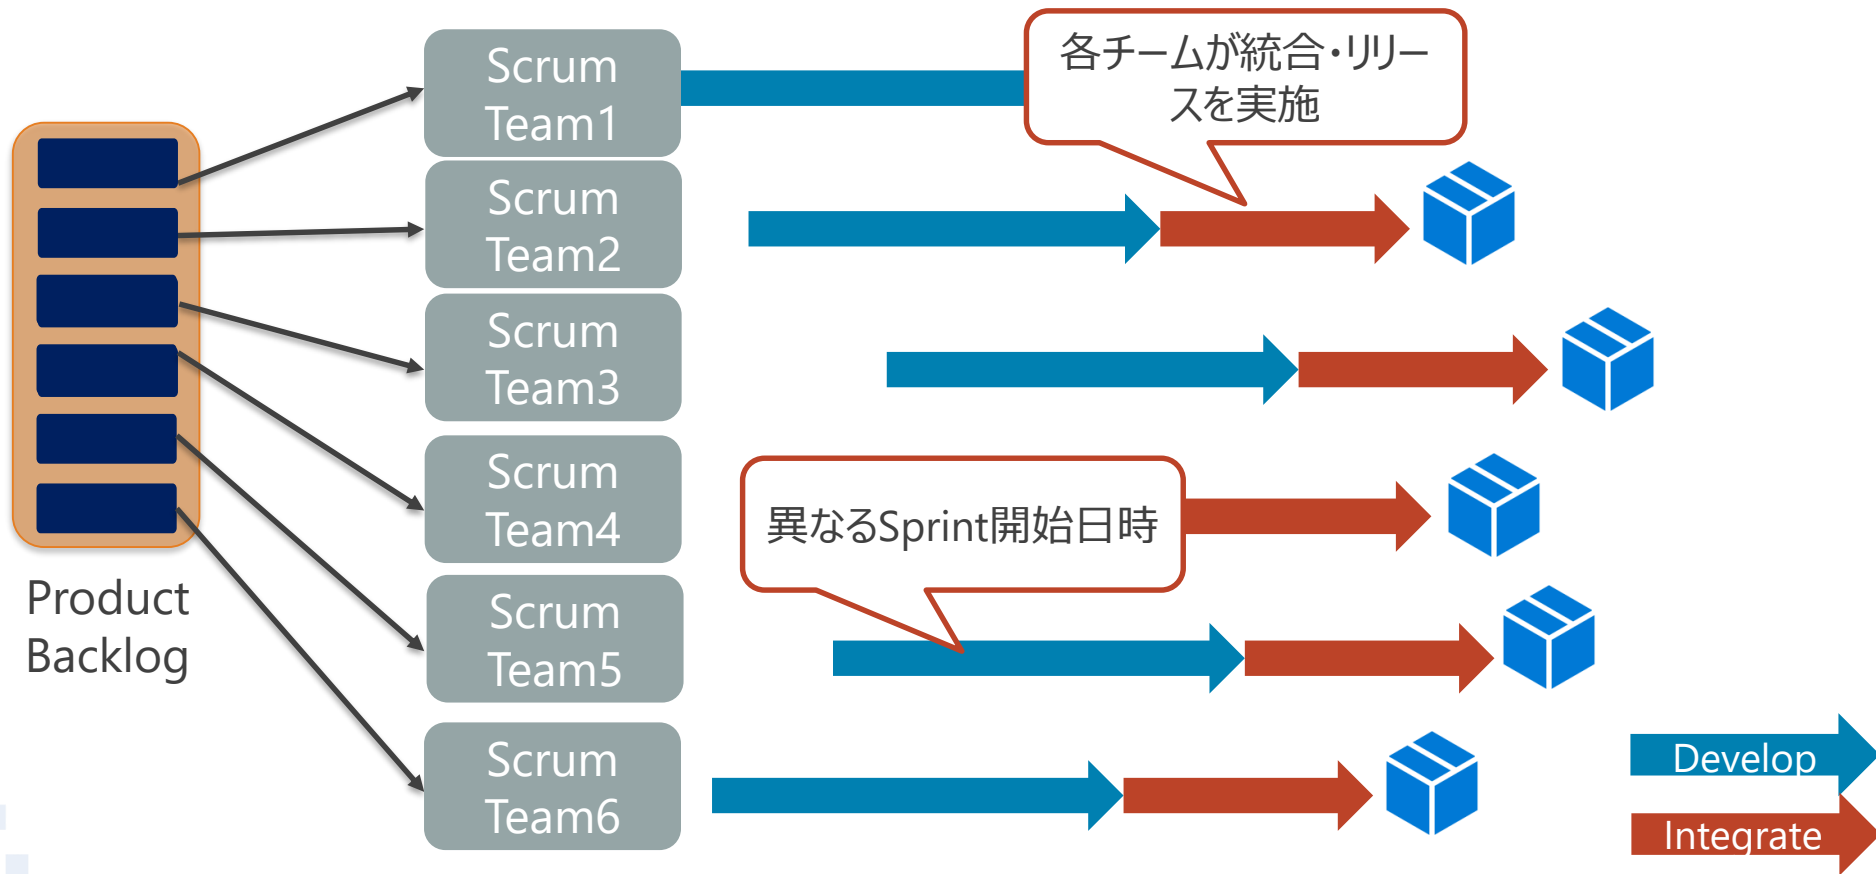 Scrum
Team1
各チームが統合・リリー
スを実施
Scrum
Team2
Scrum
Team3
Scrum
Team4
異なるSprint開始日時
Product
Backlog
Scrum
Team5
Scrum
Team6
Develop
Integrate